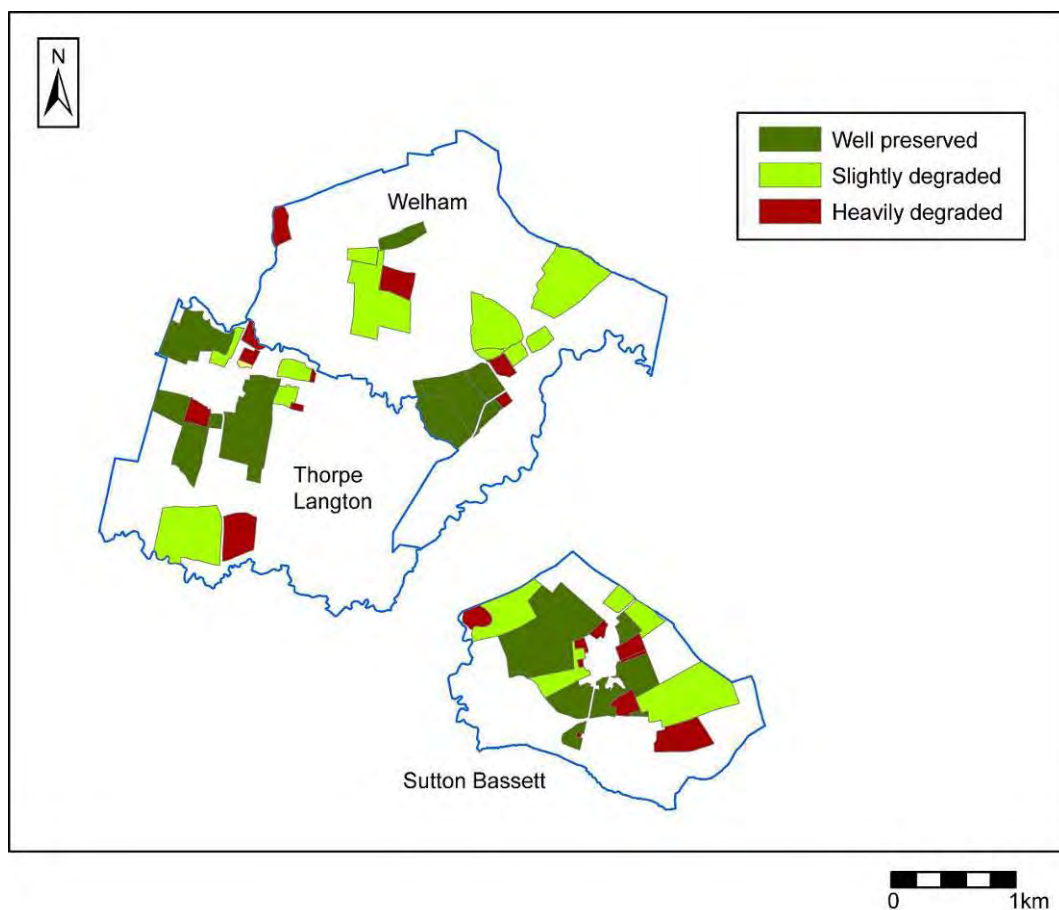 N
Well preserved
Slightly degraded
Heavily degraded
Welham
Thorpe
Langton
Sutton Bassett
0 1km